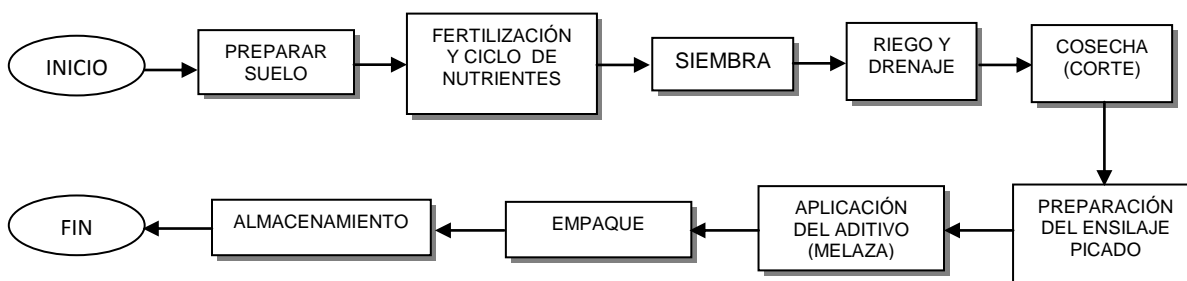 INICIO
PREPARAR
SUELO
FERTILIZACIÓN
Y CICLO DE
NUTRIENTES
SIEMBRA
RIEGO Y
DRENAJE
COSECHA
(CORTE)
PREPARACIÓN
DEL ENSILAJE
PICADO
APLICACIÓN
DEL ADITIVO
(MELAZA)
EMPAQUE
ALMACENAMIENTO
FIN